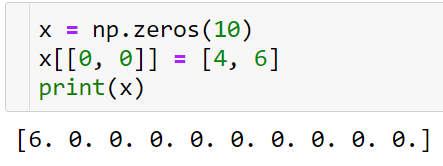 x = np.zeros(10)
x[[0, 0]] = [4, 6]
print(x)
[6. 0. 0. 0. 0. 0. 0. 0. 0. 0.]